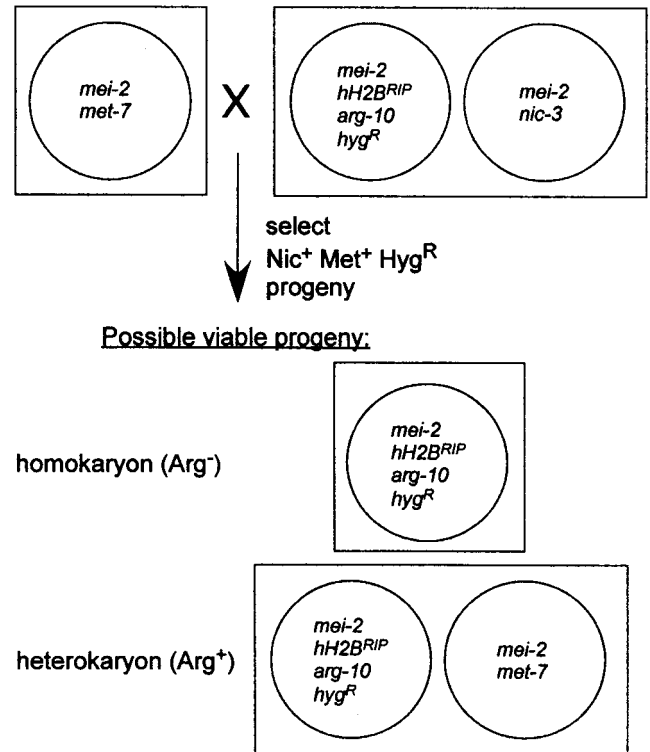 mei-2
met-7
X
mei-2
hH2B^RIP
arg-10
hyg^R
mei-2
nic-3
select
Nic⁺ Met⁺ Hyg^R
progeny
Possible viable progeny:
homokaryon (Arg⁻)
mei-2
hH2B^RIP
arg-10
hyg^R
heterokaryon (Arg⁺)
mei-2
hH2B^RIP
arg-10
hyg^R
mei-2
met-7